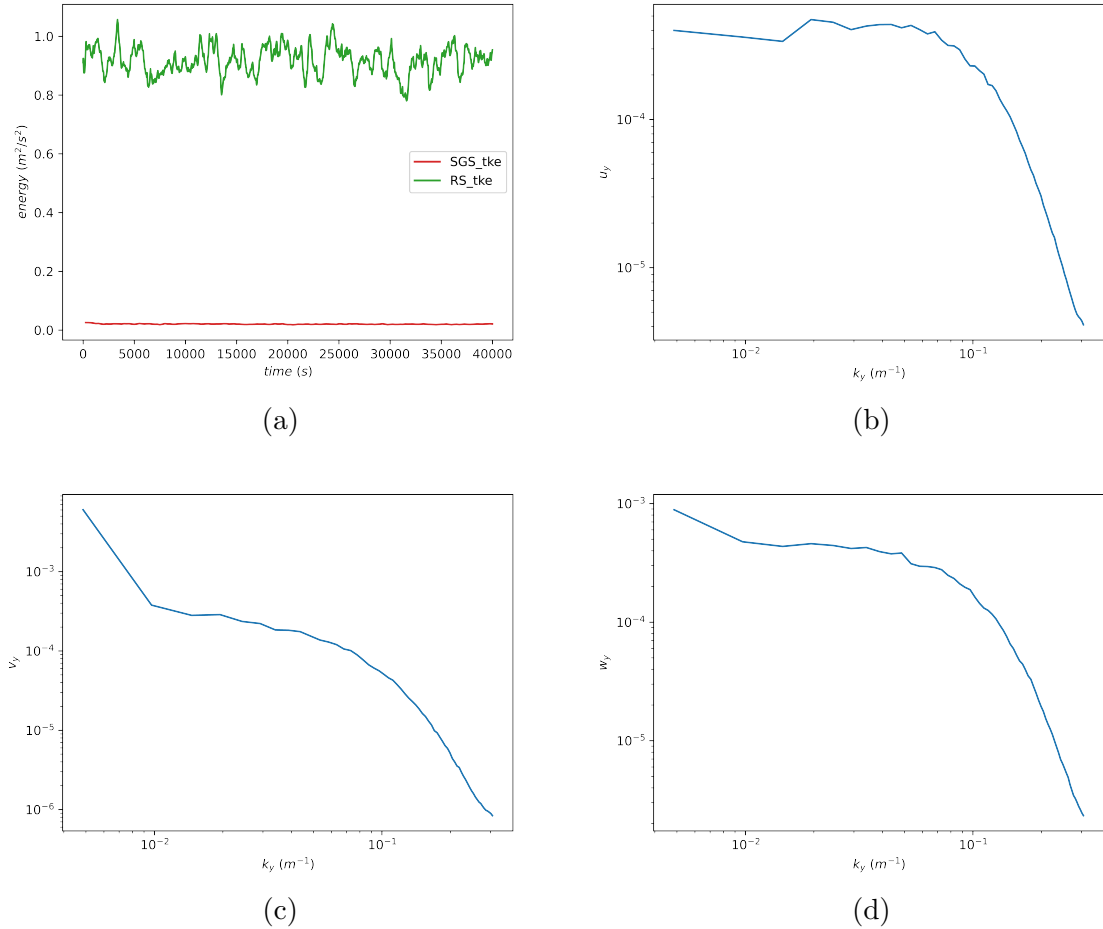 1.0
0.8
0.6
0.4
0.2
0.0
energy (m²/s²)
SGS_tke
RS_tke
0 5000 10000 15000 20000 25000 30000 35000 40000
time (s)
(a)
10⁻⁴
10⁻⁵
u_y
10⁻² 10⁻¹
k_y (m⁻¹)
(b)
10⁻³
10⁻⁴
10⁻⁵
10⁻⁶
v_y
10⁻² 10⁻¹
k_y (m⁻¹)
(c)
10⁻³
10⁻⁴
10⁻⁵
w_y
10⁻² 10⁻¹
k_y (m⁻¹)
(d)